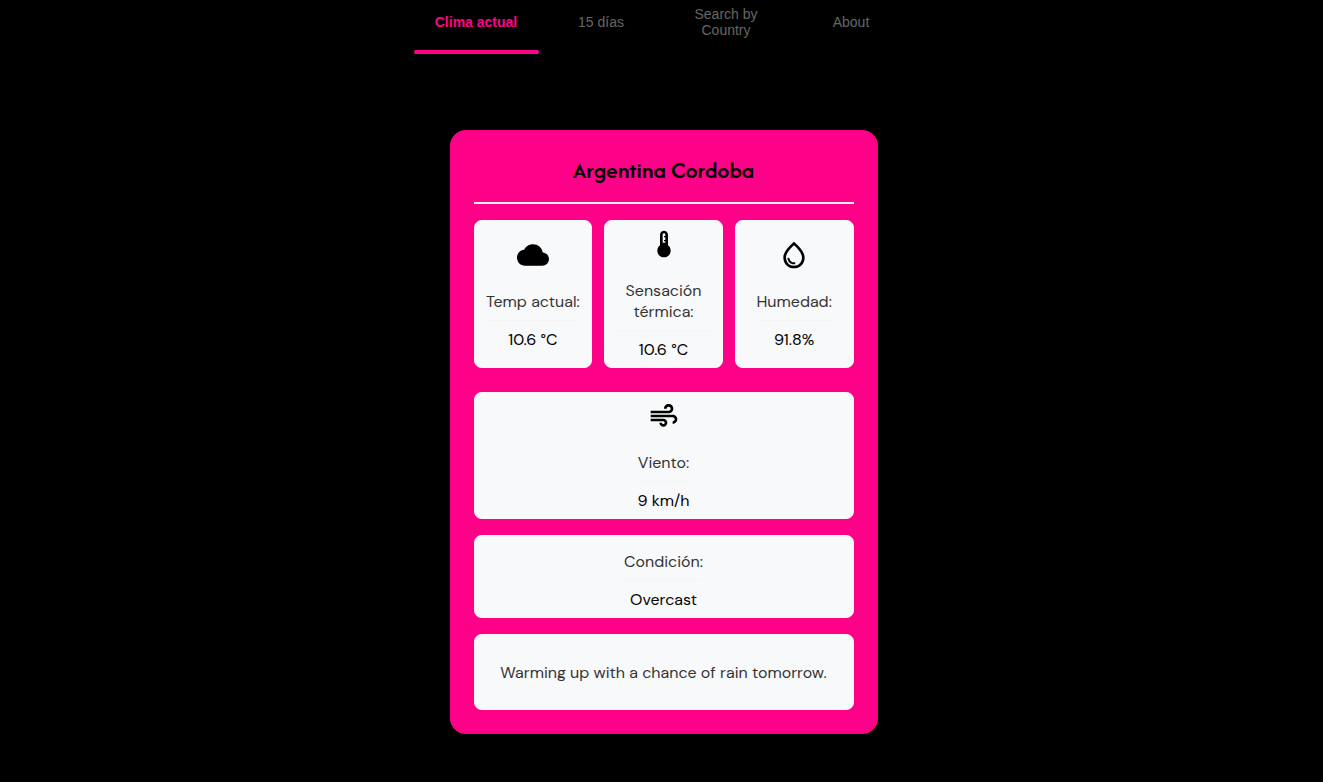 Clima actual
15 días
Search by
Country
About
Argentina Cordoba
Temp actual:
10.6 °C
Sensación
térmica:
10.6 °C
Humedad:
91.8%
Viento:
9 km/h
Condición:
Overcast
Warming up with a chance of rain tomorrow.